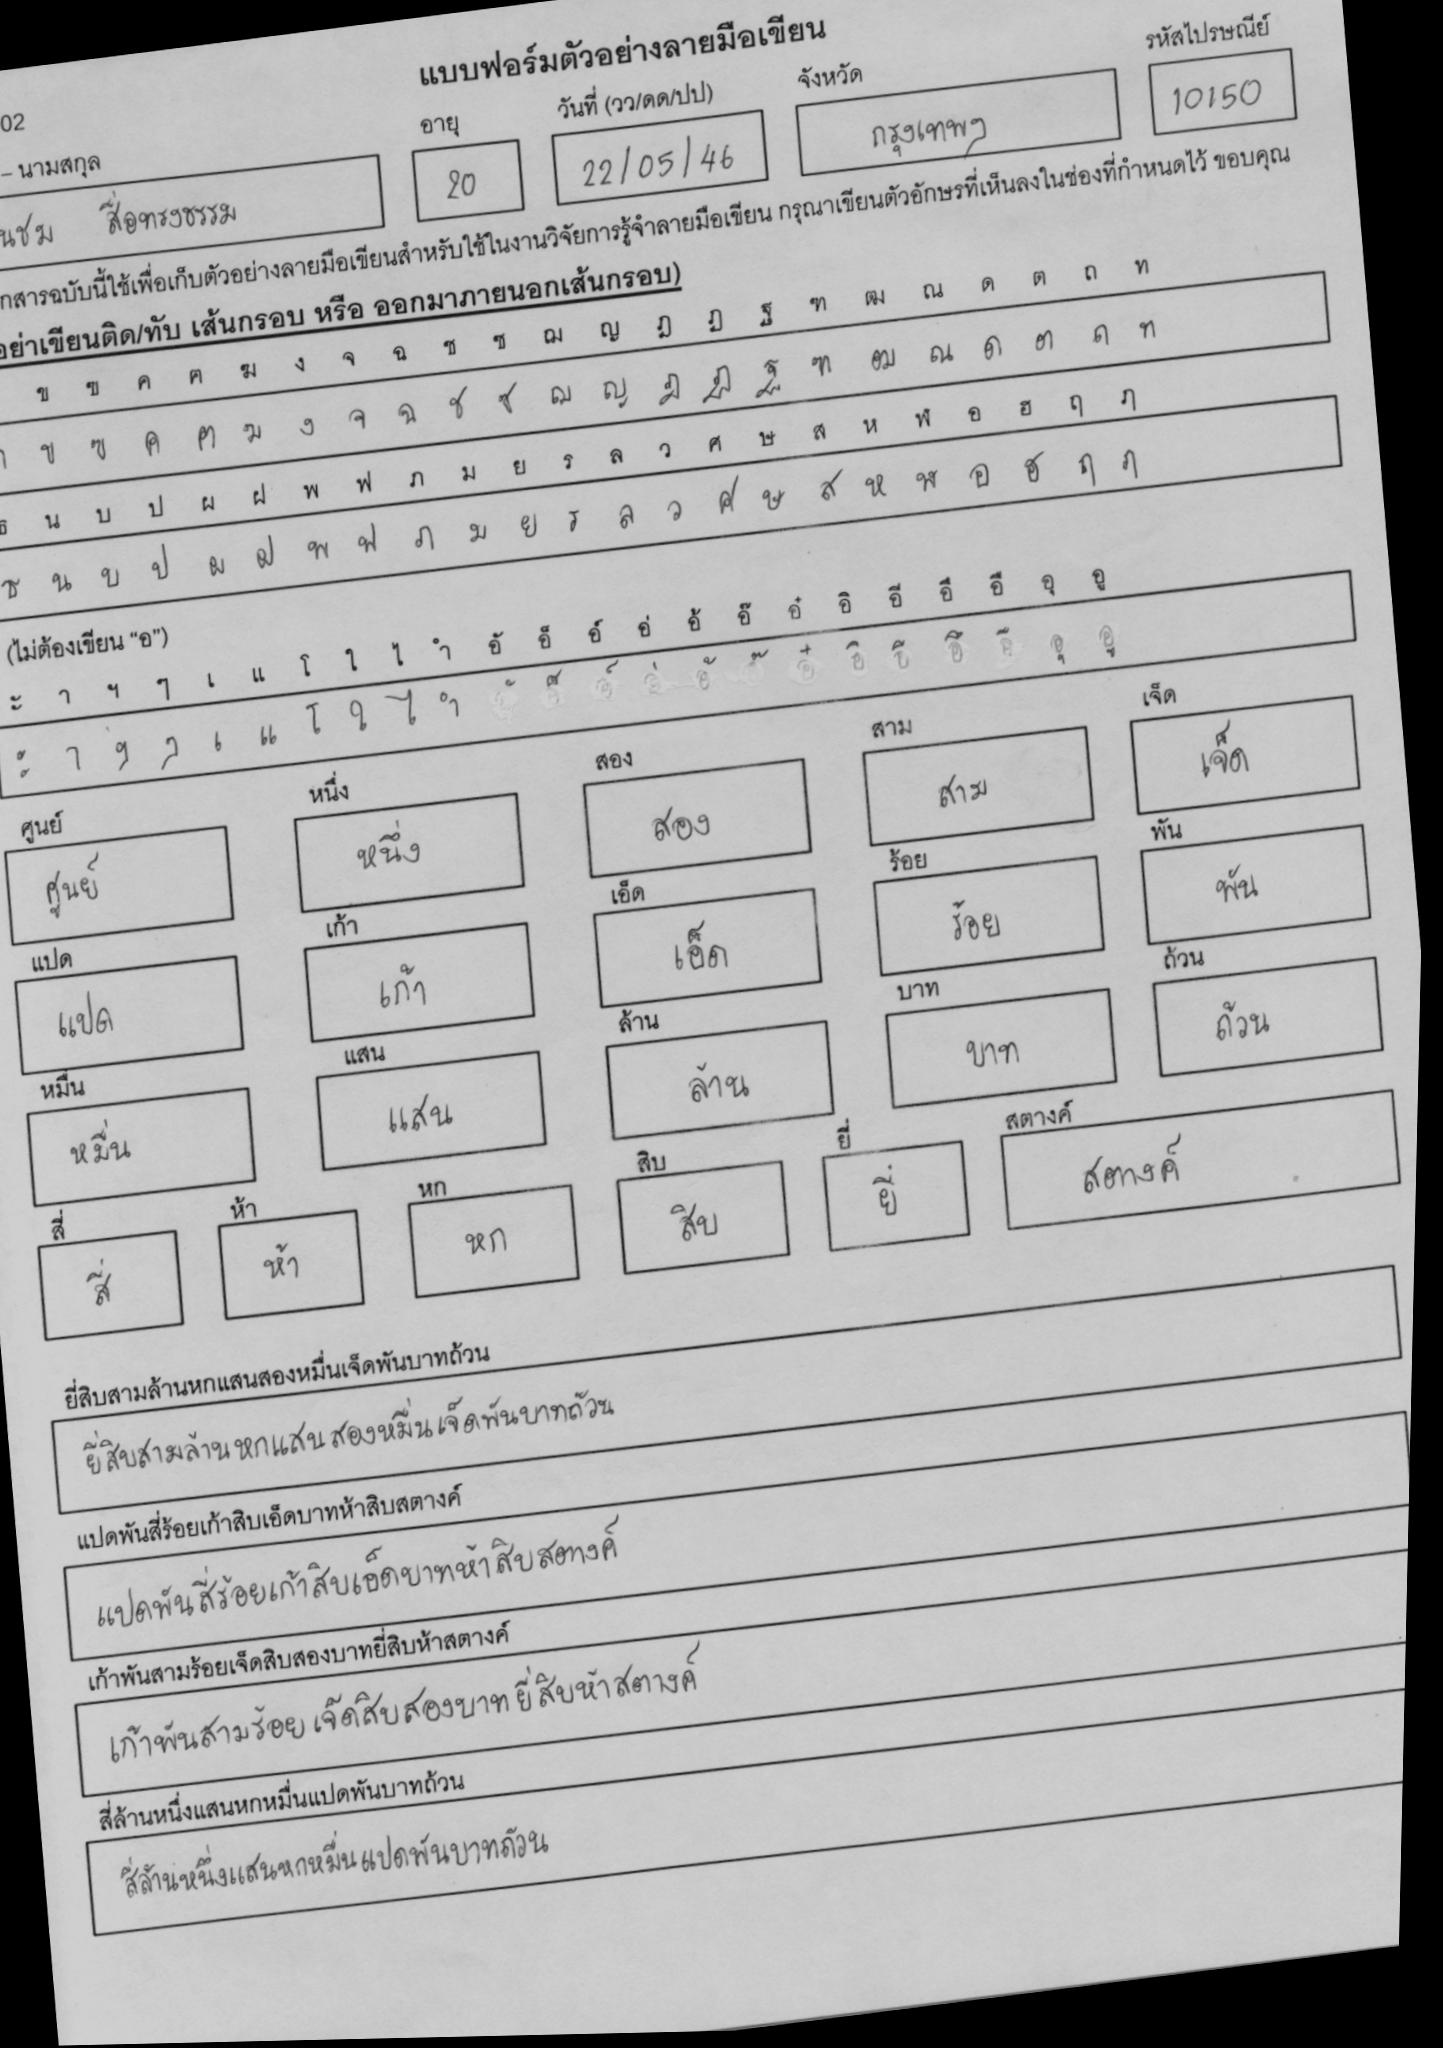 แบบฟอร์มตัวอย่างลายมือเขียน
02
– นามสกุล อายุ วันที่ (วว/ดด/ปป) จังหวัด รหัสไปรษณีย์
สื่อทรงธรรม 20 22/05/46 กรุงเทพฯ 10150
กสารฉบับนี้ใช้เพื่อเก็บตัวอย่างลายมือเขียนสำหรับใช้ในงานวิจัยการรู้จำลายมือเขียน กรุณาเขียนตัวอักษรที่เห็นลงในช่องที่กำหนดไว้ ขอบคุณ
อย่าเขียนติด/ทับ เส้นกรอบ หรือ ออกมาภายนอกเส้นกรอบ)
ข ฃ ค ฅ ฆ ง จ ฉ ช ซ ฌ ญ ฎ ฏ ฐ ฑ ฒ ณ ด ต ถ ท
ก ข ฃ ค ฅ ฆ ง จ ฉ ช ซ ฌ ญ ฎ ฏ ฐ ฑ ฒ ณ ด ต ถ ท
ธ น บ ป ผ ฝ พ ฟ ภ ม ย ร ล ว ศ ษ ส ห ฬ อ ฮ ฤ ฦ
ธ น บ ป ผ ฝ พ ฟ ภ ม ย ร ล ว ศ ษ ส ห ฬ อ ฮ ฤ ฦ
(ไม่ต้องเขียน “อ”)
ะ า ฯ ๆ เ แ โ ใ ไ ำ อั อ็ อ์ อ่ อ้ อ๊ อ๋ อิ อี อึ อื อุ อู
ะ า ฯ ๆ เ แ โ ใ ไ ำ
ศูนย์ หนึ่ง สอง สาม เจ็ด
ศูนย์ หนึ่ง สอง สาม เจ็ด
แปด เก้า เอ็ด ร้อย พัน
แปด เก้า เอ็ด ร้อย พัน
หมื่น แสน ล้าน บาท ถ้วน
หมื่น แสน ล้าน บาท ถ้วน
สี่ ห้า หก สิบ ยี่ สตางค์
สี่ ห้า หก สิบ ยี่ สตางค์
ยี่สิบสามล้านหกแสนสองหมื่นเจ็ดพันบาทถ้วน
ยี่สิบสามล้านหกแสนสองหมื่นเจ็ดพันบาทถ้วน
แปดพันสี่ร้อยเก้าสิบเอ็ดบาทห้าสิบสตางค์
แปดพันสี่ร้อยเก้าสิบเอ็ดบาทห้าสิบสตางค์
เก้าพันสามร้อยเจ็ดสิบสองบาทยี่สิบห้าสตางค์
เก้าพันสามร้อยเจ็ดสิบสองบาทยี่สิบห้าสตางค์
สี่ล้านหนึ่งแสนหกหมื่นแปดพันบาทถ้วน
สี่ล้านหนึ่งแสนหกหมื่นแปดพันบาทถ้วน